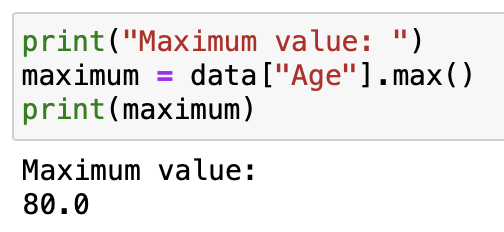 print("Maximum value: ")
maximum = data["Age"].max()
print(maximum)
Maximum value:
80.0